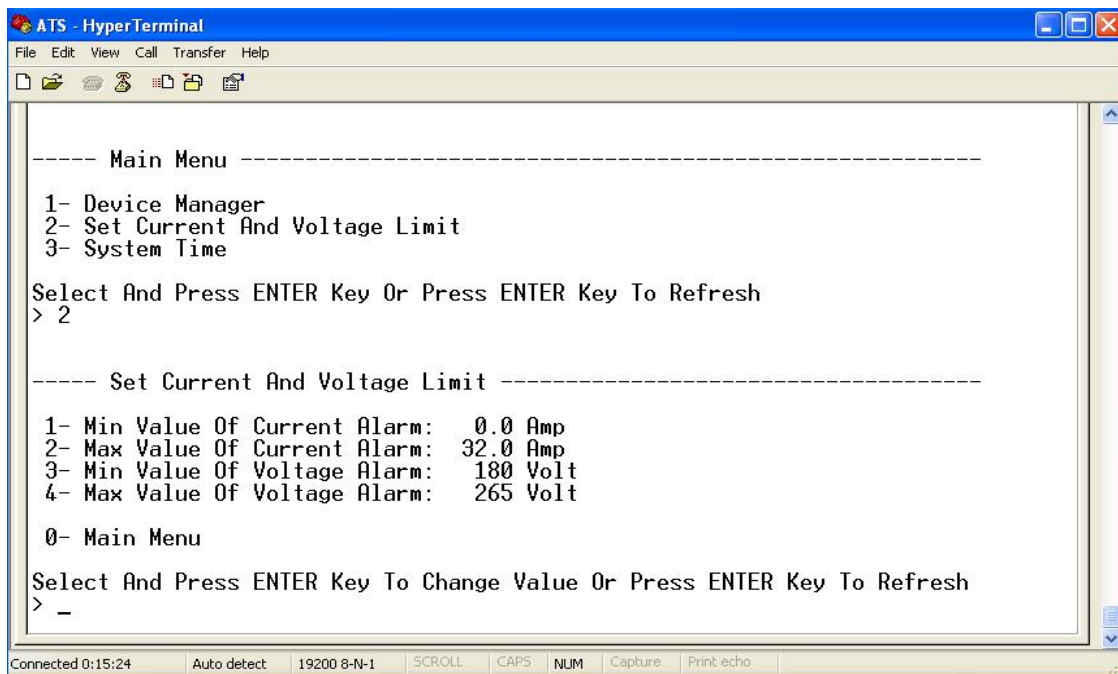 ATS - HyperTerminal
File Edit View Call Transfer Help
----- Main Menu ---------------------------------------------------------
1- Device Manager
2- Set Current And Voltage Limit
3- System Time
Select And Press ENTER Key Or Press ENTER Key To Refresh
> 2
----- Set Current And Voltage Limit -------------------------------------
1- Min Value Of Current Alarm:   0.0 Amp
2- Max Value Of Current Alarm:  32.0 Amp
3- Min Value Of Voltage Alarm:   180 Volt
4- Max Value Of Voltage Alarm:   265 Volt
0- Main Menu
Select And Press ENTER Key To Change Value Or Press ENTER Key To Refresh
> _
Connected 0:15:24 Auto detect 19200 8-N-1 SCROLL CAPS NUM Capture Print echo